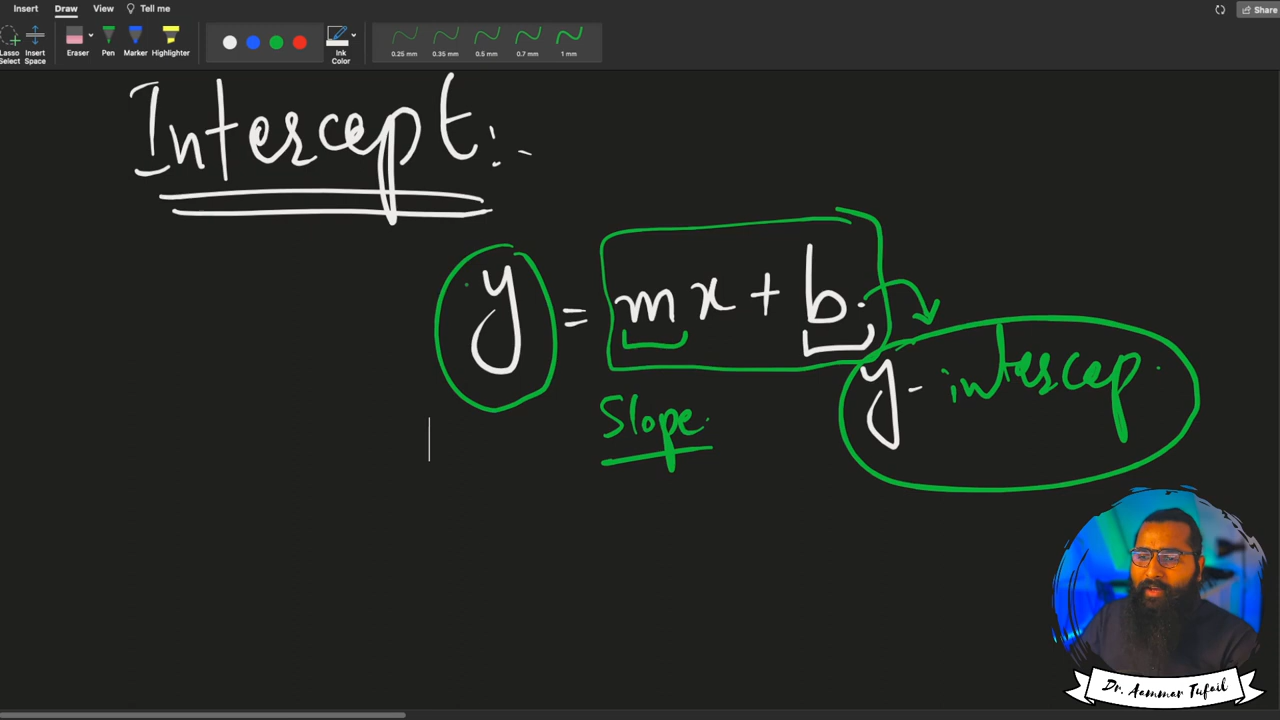 Insert Draw View Tell me Share
Lasso Select Insert Space Eraser Pen Marker Highlighter Ink Color 0.25 mm 0.35 mm 0.5 mm 0.7 mm 1 mm
Intercept:-
y = mx + b.
y-intercep.
Slope.
Dr. Aammar Tufail